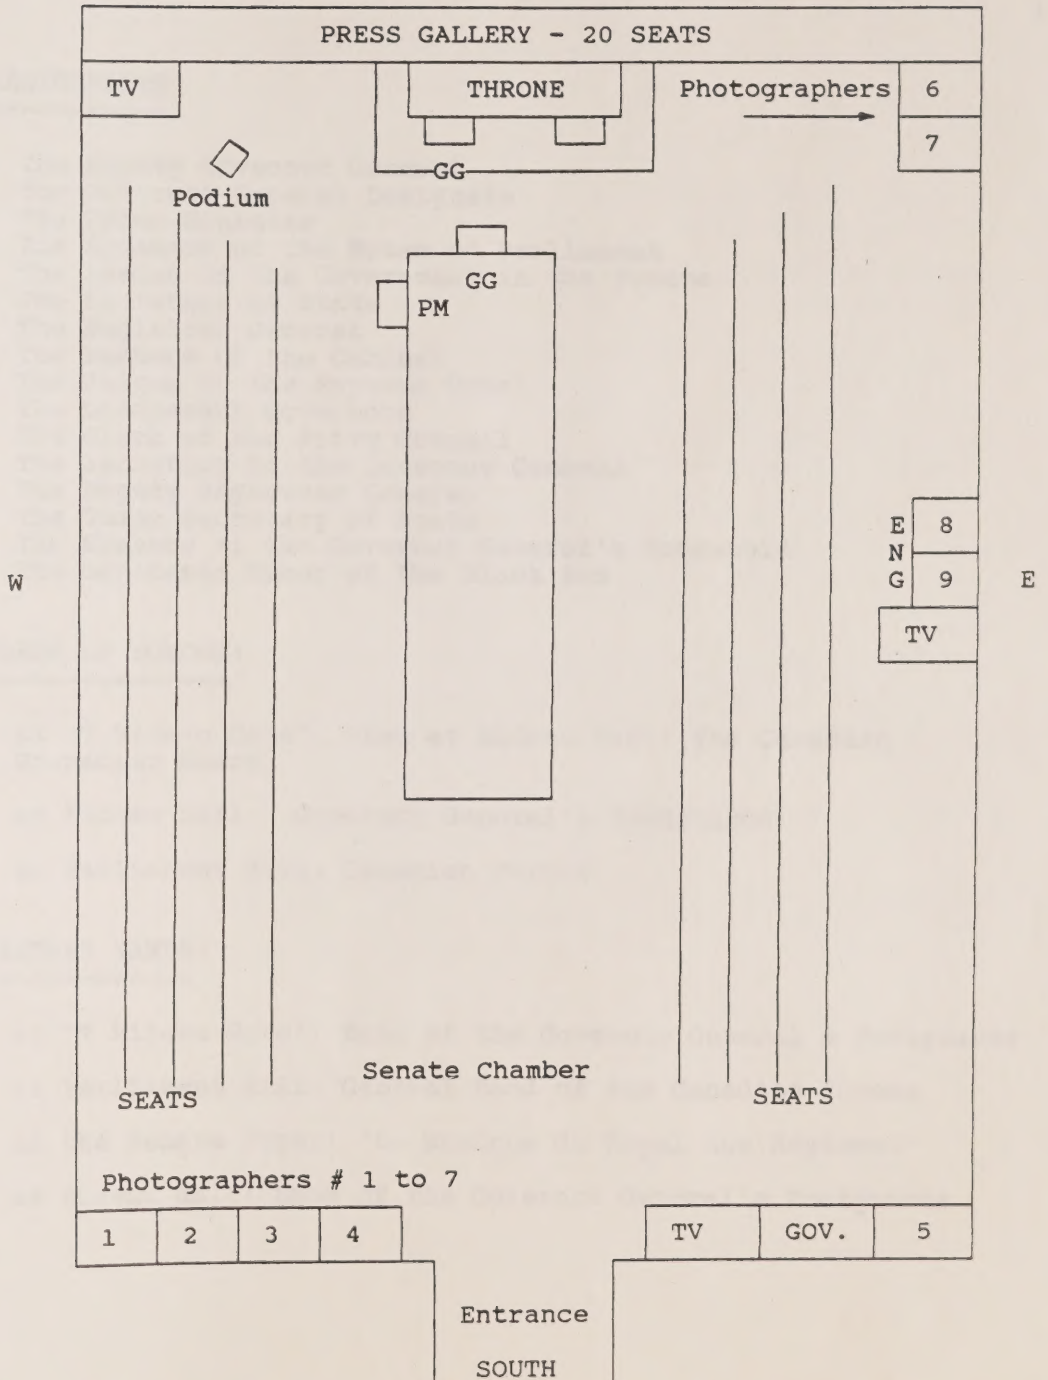 PRESS GALLERY - 20 SEATS
TV THRONE Photographers 6
7
GG
Podium
GG
PM
E 8
N
G 9
W E
TV
Senate Chamber
SEATS SEATS
Photographers # 1 to 7
1 2 3 4 TV GOV. 5
Entrance
SOUTH